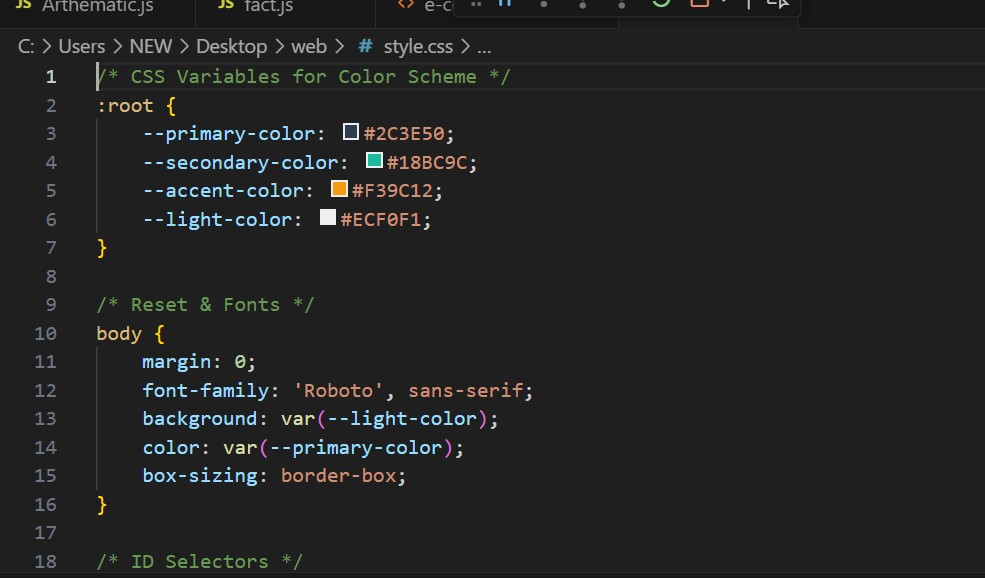 JS Arthematic.js JS fact.js <> e-c
C: > Users > NEW > Desktop > web > # style.css > ...
1 /* CSS Variables for Color Scheme */
2 :root {
3 --primary-color: #2C3E50;
4 --secondary-color: #18BC9C;
5 --accent-color: #F39C12;
6 --light-color: #ECF0F1;
7 }
8
9 /* Reset & Fonts */
10 body {
11 margin: 0;
12 font-family: 'Roboto', sans-serif;
13 background: var(--light-color);
14 color: var(--primary-color);
15 box-sizing: border-box;
16 }
17
18 /* ID Selectors */